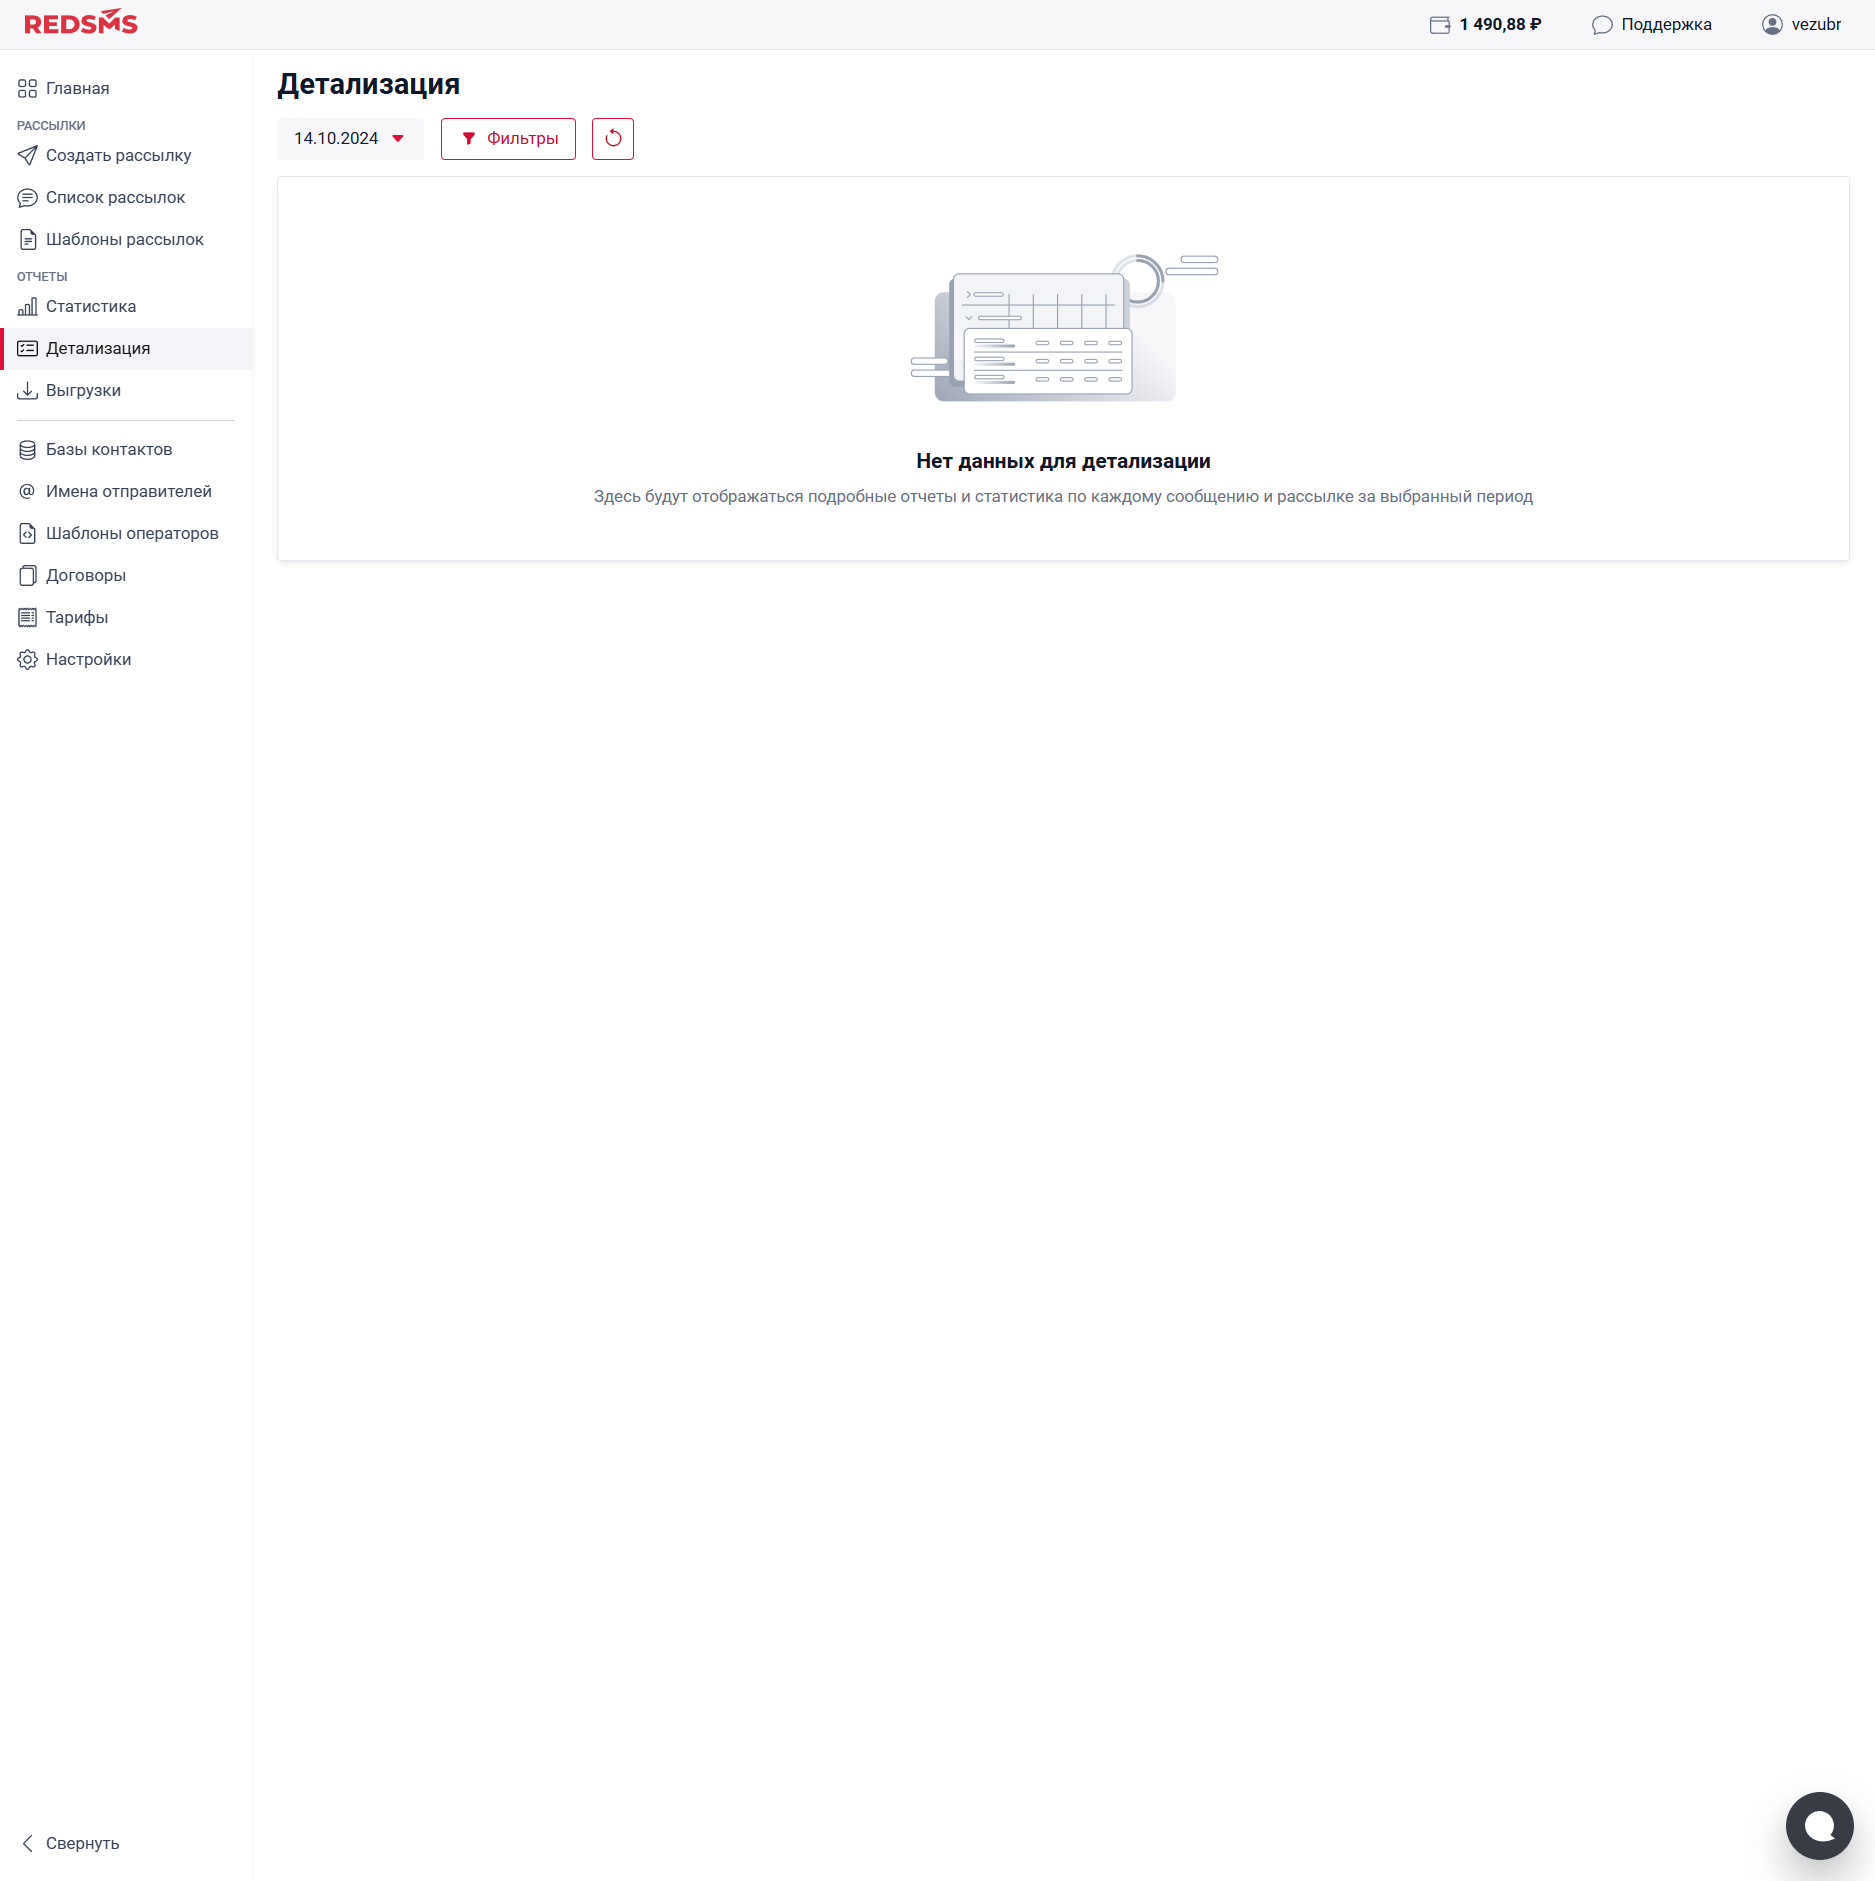 REDSMS
1 490,88 ₽
Поддержка
vezubr
Главная
РАССЫЛКИ
Создать рассылку
Список рассылок
Шаблоны рассылок
ОТЧЕТЫ
Статистика
Детализация
Выгрузки
Базы контактов
Имена отправителей
Шаблоны операторов
Договоры
Тарифы
Настройки
Свернуть
Детализация
14.10.2024
Фильтры
Нет данных для детализации
Здесь будут отображаться подробные отчеты и статистика по каждому сообщению и рассылке за выбранный период